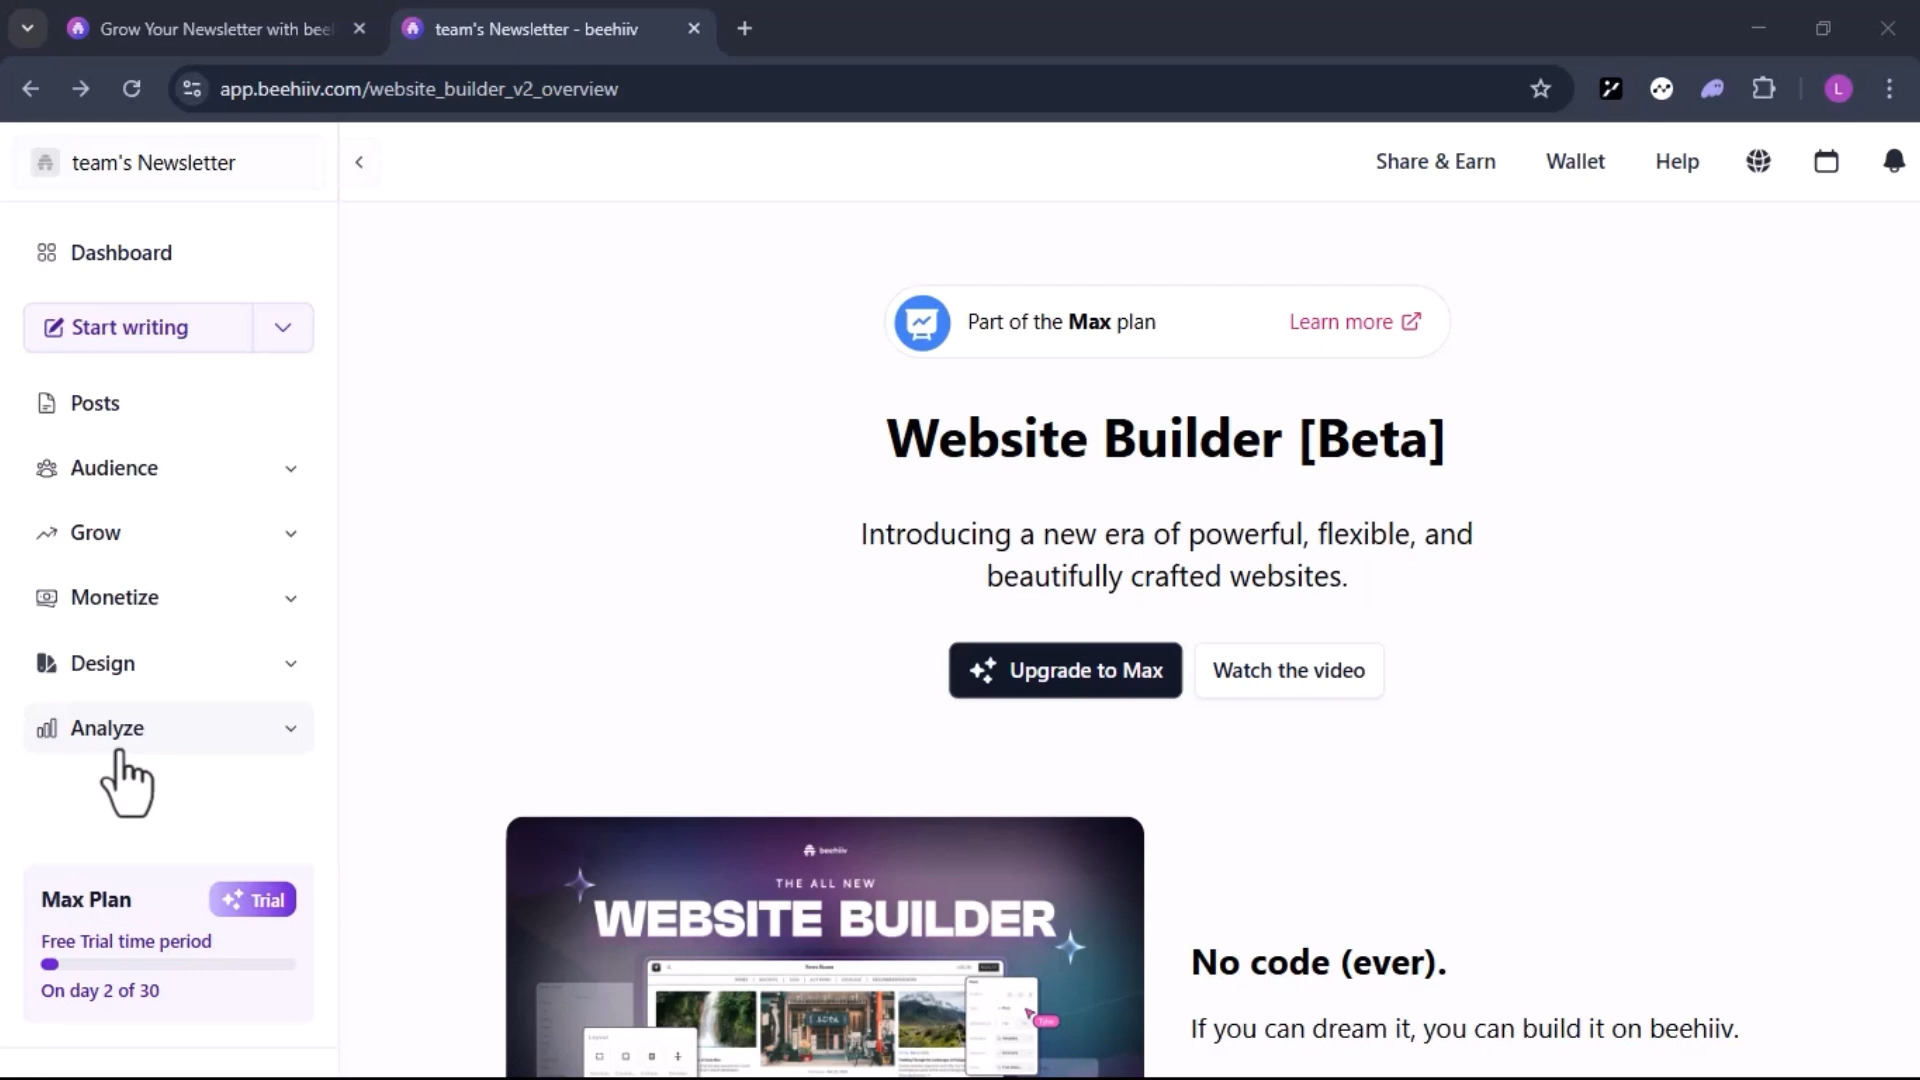 Grow Your Newsletter with bee
team's Newsletter - beehiiv
app.beehiiv.com/website_builder_v2_overview
L
team's Newsletter
Share & Earn
Wallet
Help
Dashboard
Start writing
Posts
Audience
Grow
Monetize
Design
Analyze
Max Plan
Trial
Free Trial time period
On day 2 of 30
Part of the Max plan
Learn more
Website Builder [Beta]
Introducing a new era of powerful, flexible, and
beautifully crafted websites.
Upgrade to Max
Watch the video
beehiiv
THE ALL NEW
WEBSITE BUILDER
Layout
Tyler
No code (ever).
If you can dream it, you can build it on beehiiv.